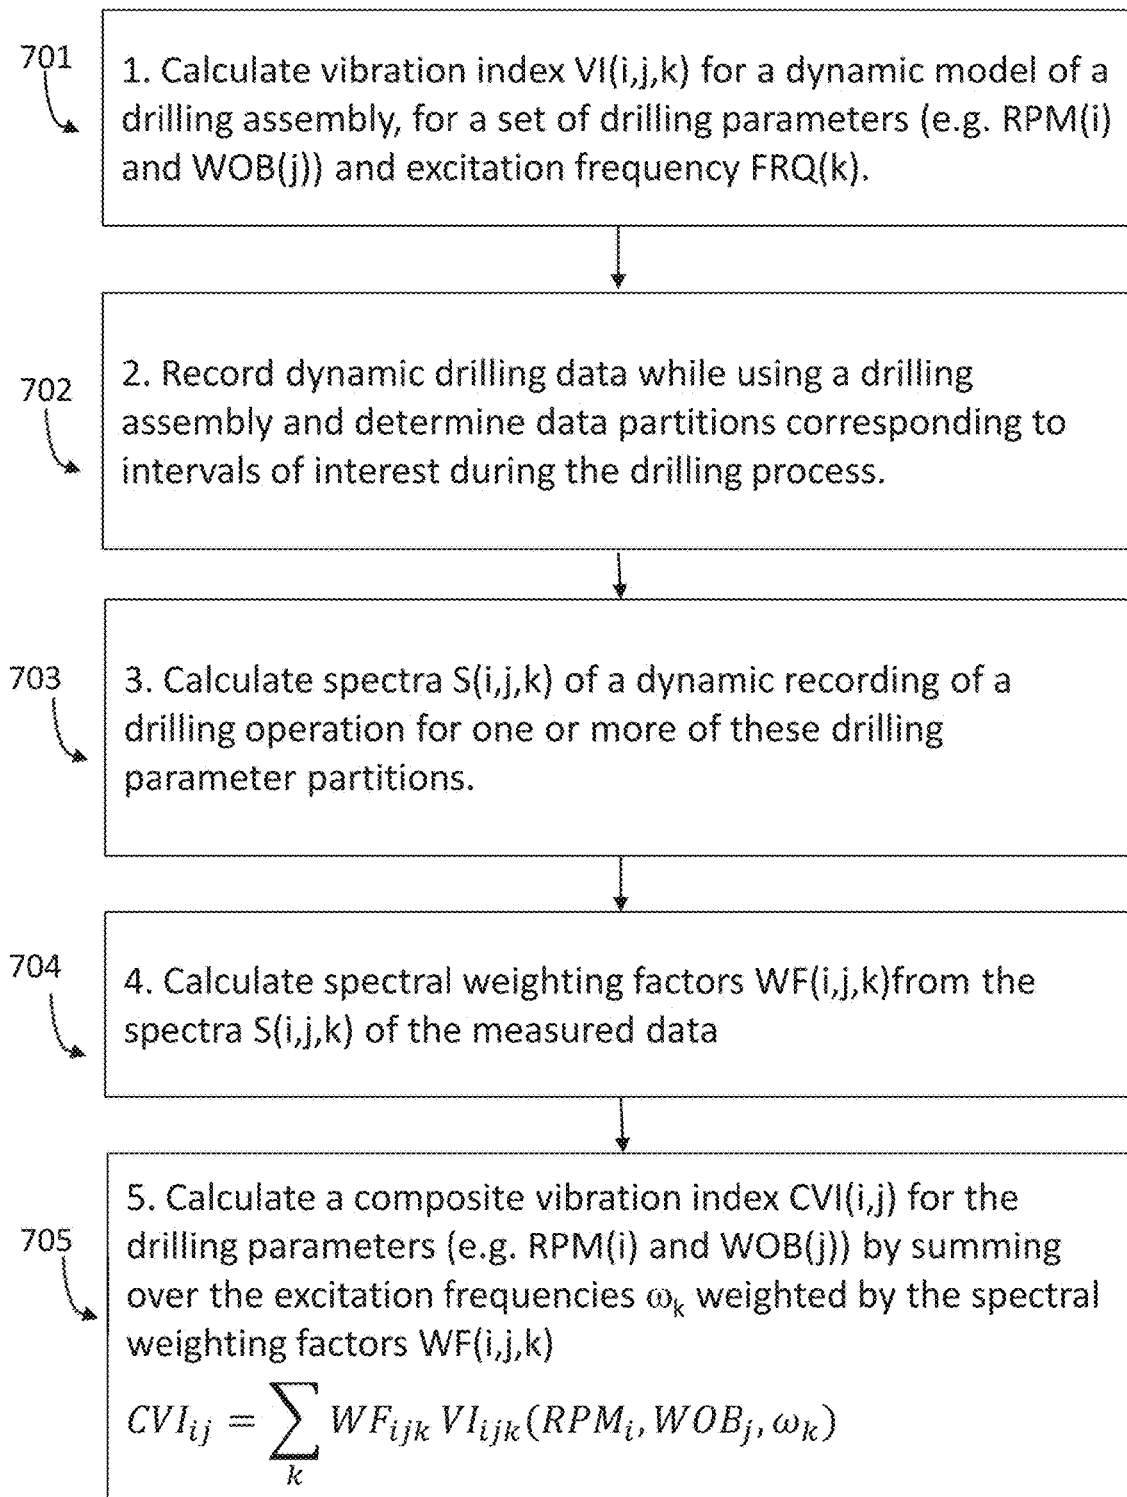 701
1. Calculate vibration index VI(i,j,k) for a dynamic model of a
drilling assembly, for a set of drilling parameters (e.g. RPM(i)
and WOB(j)) and excitation frequency FRQ(k).
702
2. Record dynamic drilling data while using a drilling
assembly and determine data partitions corresponding to
intervals of interest during the drilling process.
703
3. Calculate spectra S(i,j,k) of a dynamic recording of a
drilling operation for one or more of these drilling
parameter partitions.
704
4. Calculate spectral weighting factors WF(i,j,k)from the
spectra S(i,j,k) of the measured data
705
5. Calculate a composite vibration index CVI(i,j) for the
drilling parameters (e.g. RPM(i) and WOB(j)) by summing
over the excitation frequencies ωk weighted by the spectral
weighting factors WF(i,j,k)
CVIij = ∑k WFijk VIijk(RPMi, WOBj, ωk)